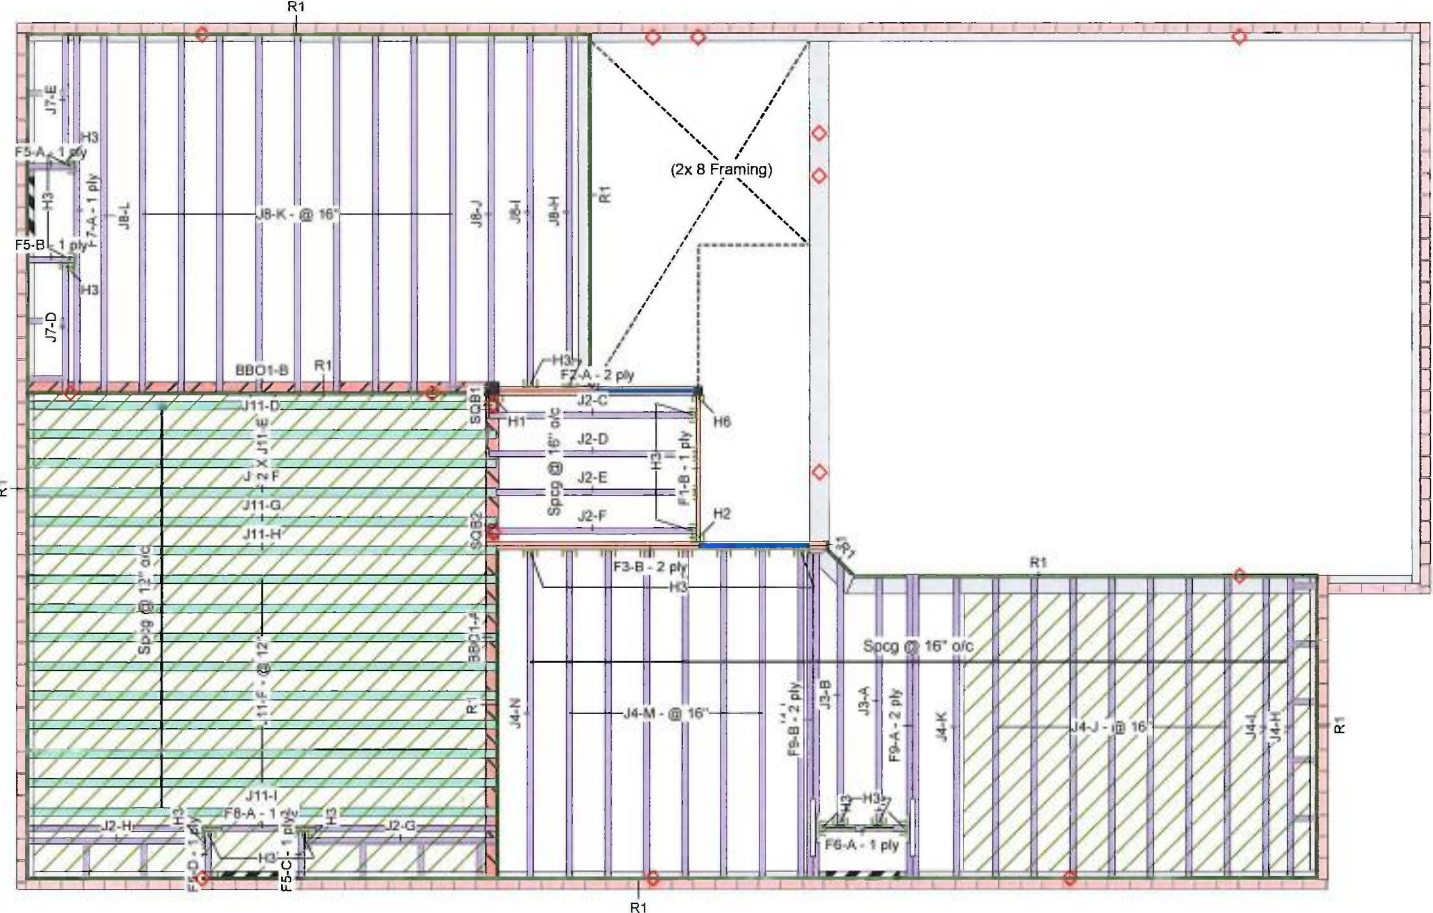 R1
J7-E
H3
F5-A - 1 ply
H3
F7-A - 1 ply
J8-L
J8-K - @ 16"
J8-J
J8-I
J8-H
R1
(2x 8 Framing)
F5-B - 1 ply
H3
J7-D
BBO1-B
R1
H3
F2-A - 2 ply
J11-D
SQB1
H1
J2-C
H6
2 X J11-E
J2-D
Spcg @ 16" o/c
H3
F1-B - 1 ply
J2-E
R1
J11-G
J2-F
H2
J11-H
SQB2
R1
F3-B - 2 ply
H3
R1
Spcg @ 12" o/c
BBO1-A
Spcg @ 16" o/c
J11-F - @ 12"
R1
J4-N
J4-M - @ 16"
F9-B - 2 ply
J3-B
J3-A
F9-A - 2 ply
J4-K
J4-J - @ 16"
J4-I
J4-H
R1
J11-I
H3
F8-A - 1 ply
H3
H3
H3
J2-H
J2-G
F5-D - 1 ply
H3
F5-C - 1 ply
F6-A - 1 ply
R1